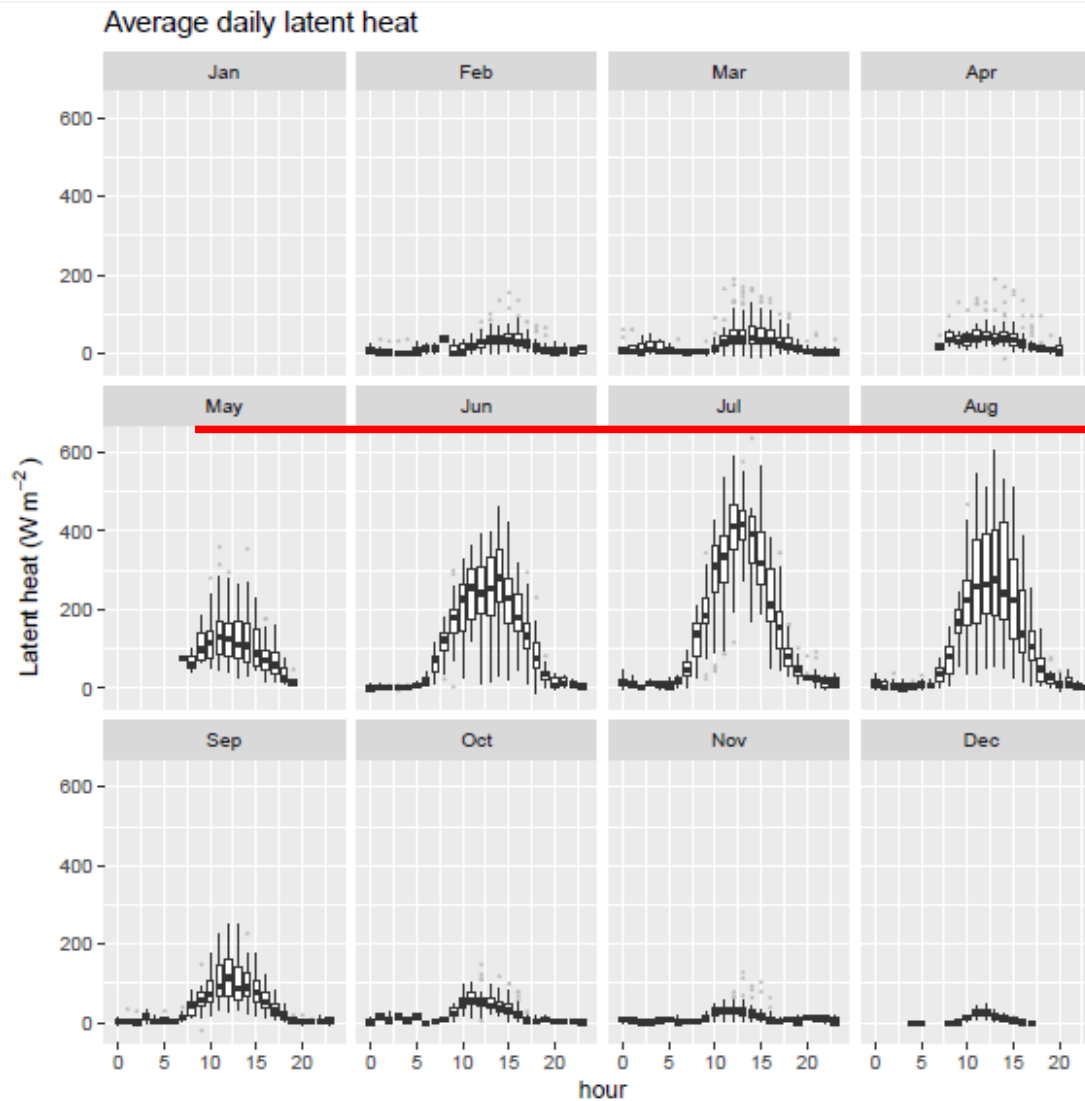 Average daily latent heat
Jan Feb Mar Apr
600
400
200
0
May Jun Jul Aug
600
400
200
0
Latent heat (W m⁻²)
Sep Oct Nov Dec
600
400
200
0
0 5 10 15 20 0 5 10 15 20 0 5 10 15 20 0 5 10 15 20
hour